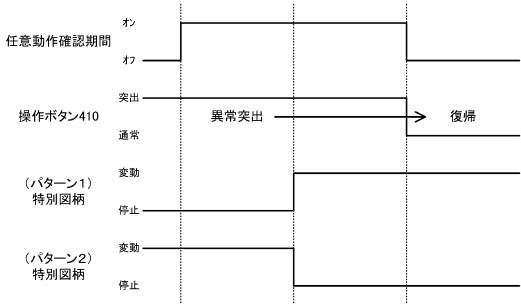 オン
任意動作確認期間
オフ
突出
操作ボタン410
異常突出
復帰
通常
変動
(パターン1)
特別図柄
停止
変動
(パターン2)
特別図柄
停止